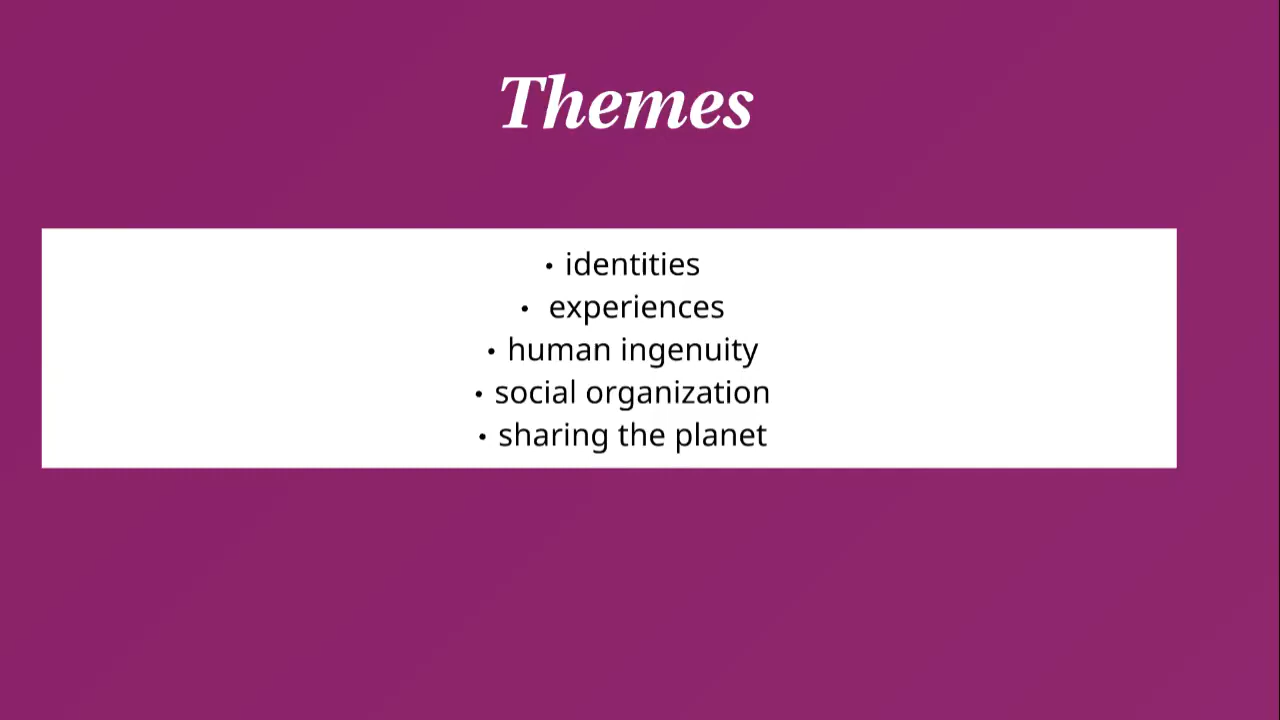 Themes
• identities
• experiences
• human ingenuity
• social organization
• sharing the planet